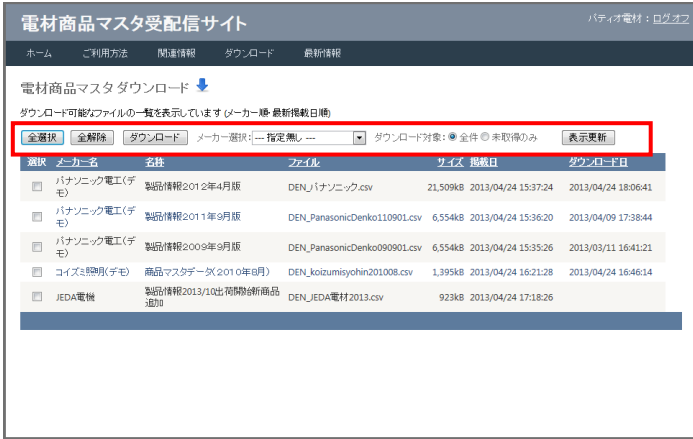 電材商品マスタ受配信サイト
パティオ電材：ログオフ
ホーム ご利用方法 関連情報 ダウンロード 最新情報
電材商品マスタダウンロード
ダウンロード可能なファイルの一覧を表示しています(メーカー順・最新掲載日順)
全選択 全解除 ダウンロード メーカー選択: --- 指定無し --- ダウンロード対象: 全件 未取得のみ 表示更新
選択 メーカー名 名称 ファイル サイズ 掲載日 ダウンロード日
パナソニック電工(デモ) 製品情報2012年4月版 DEN_パナソニック.csv 21,509kB 2013/04/24 15:37:24 2013/04/24 18:06:41
パナソニック電工(デモ) 製品情報2011年9月版 DEN_PanasonicDenko110901.csv 6,554kB 2013/04/24 15:36:20 2013/04/09 17:38:44
パナソニック電工(デモ) 製品情報2009年9月版 DEN_PanasonicDenko090901.csv 6,554kB 2013/04/24 15:35:26 2013/03/11 16:41:21
コイズミ照明(デモ) 商品マスタデータ(2010年8月) DEN_koizumisyohin201008.csv 1,395kB 2013/04/24 16:21:28 2013/04/24 16:46:14
JEDA電機 製品情報2013/10出荷開始新商品追加 DEN_JEDA電材2013.csv 923kB 2013/04/24 17:18:26